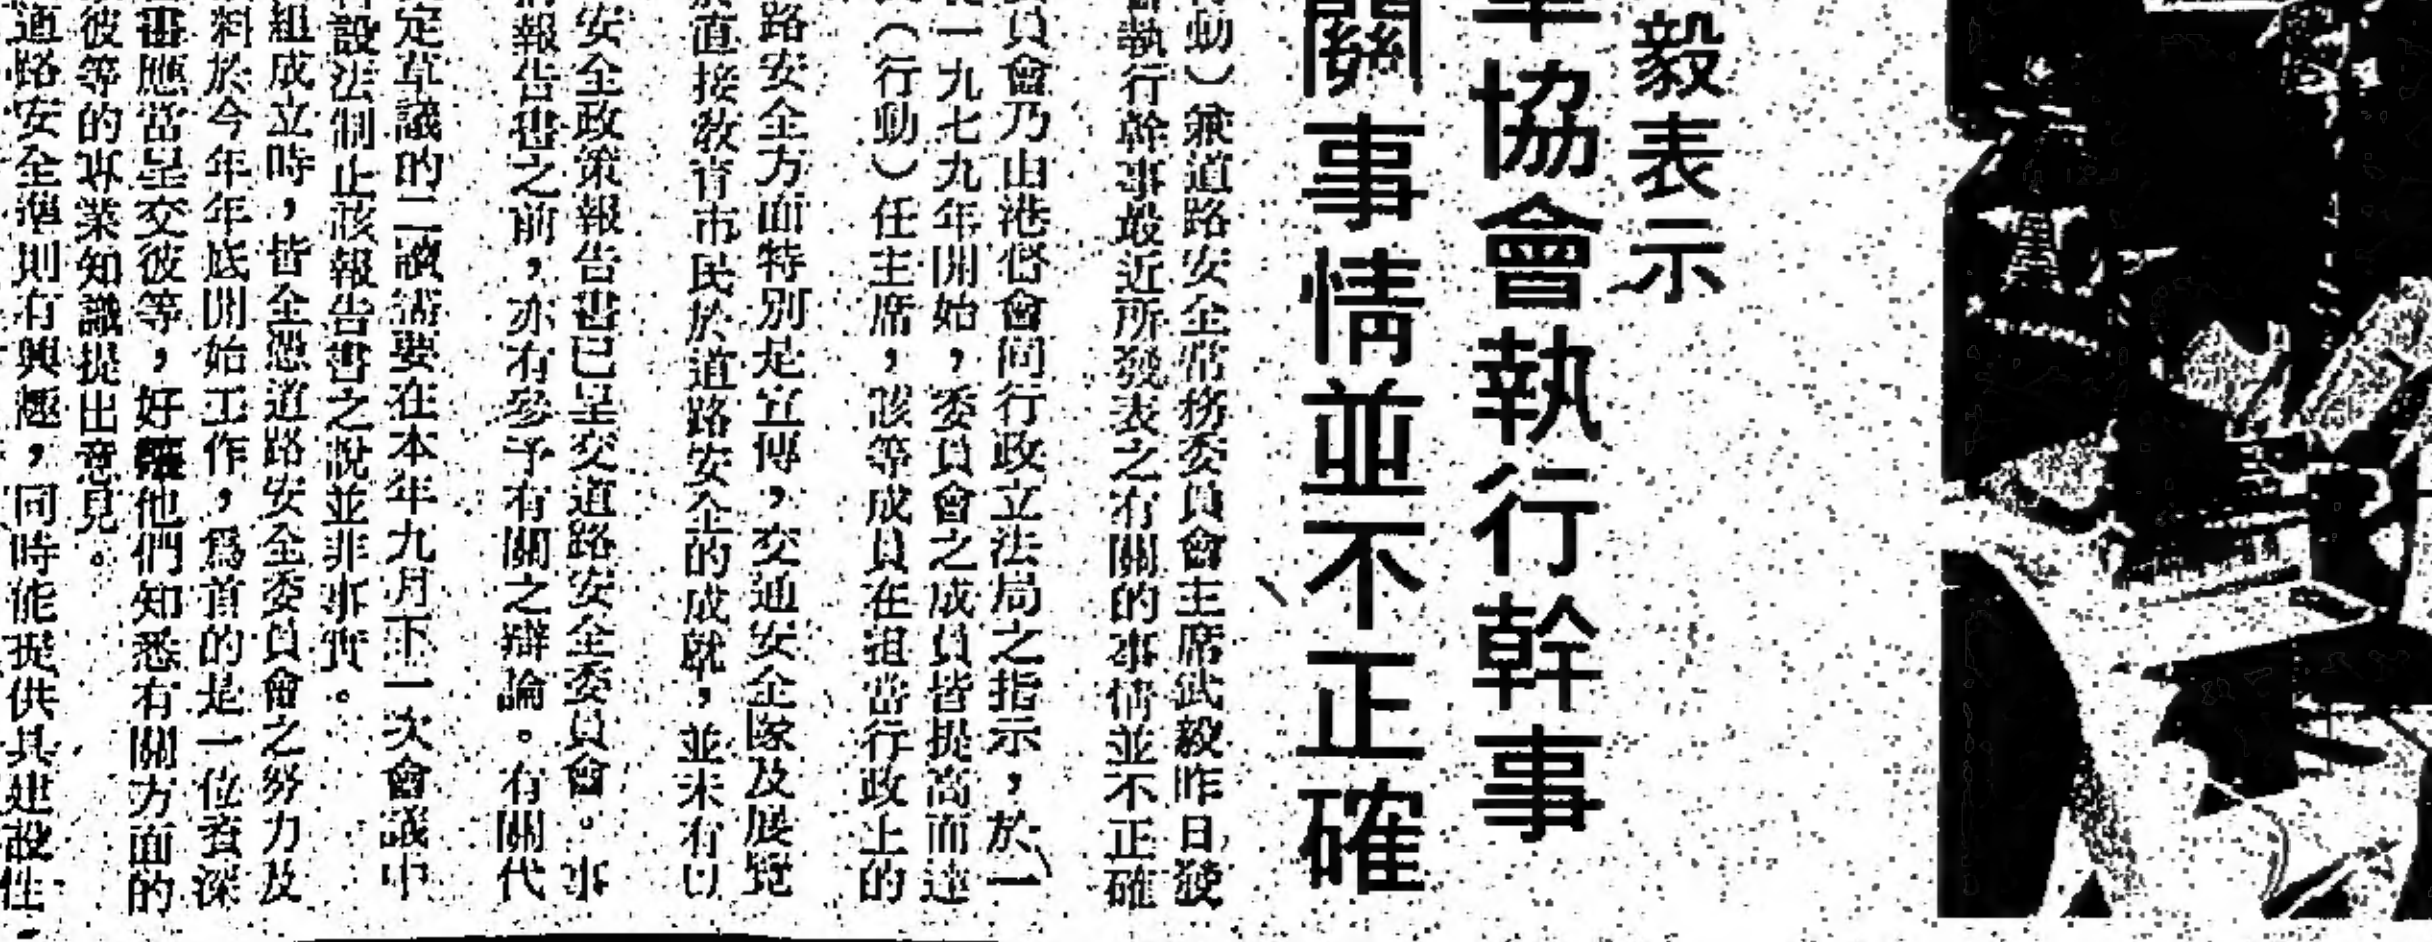 毅表示
協會執行幹事
關事情並不正確
動）兼道路安全常務委員會主席武毅昨日發
執行幹事最近所發表之有關的事情並不正確
員會乃由港督會同行政立法局之指示，於一
一九七九年開始，委員會之成員皆提高而達
（行動）任主席，該等成員在担當行政上的
路安全方面特別是宣傳，交通安全隊及展覽
直接敎育市民於道路安全的成就，並未有以
安全政策報告書已呈交道路安全委員會。事
報告書之前，亦有參予有關之辯論。有關代
定草議的二讀需要在本年九月下一次會議中
設法制止該報告書之說並非事實。
組成立時，皆全憑道路安全委員會之努力及
料於今年年底開始工作，爲首的是一位資深
書應當呈交彼等，好讓他們知悉有關方面的
彼等的專業知識提出意見。
道路安全準則有興趣，同時能提供具建設性